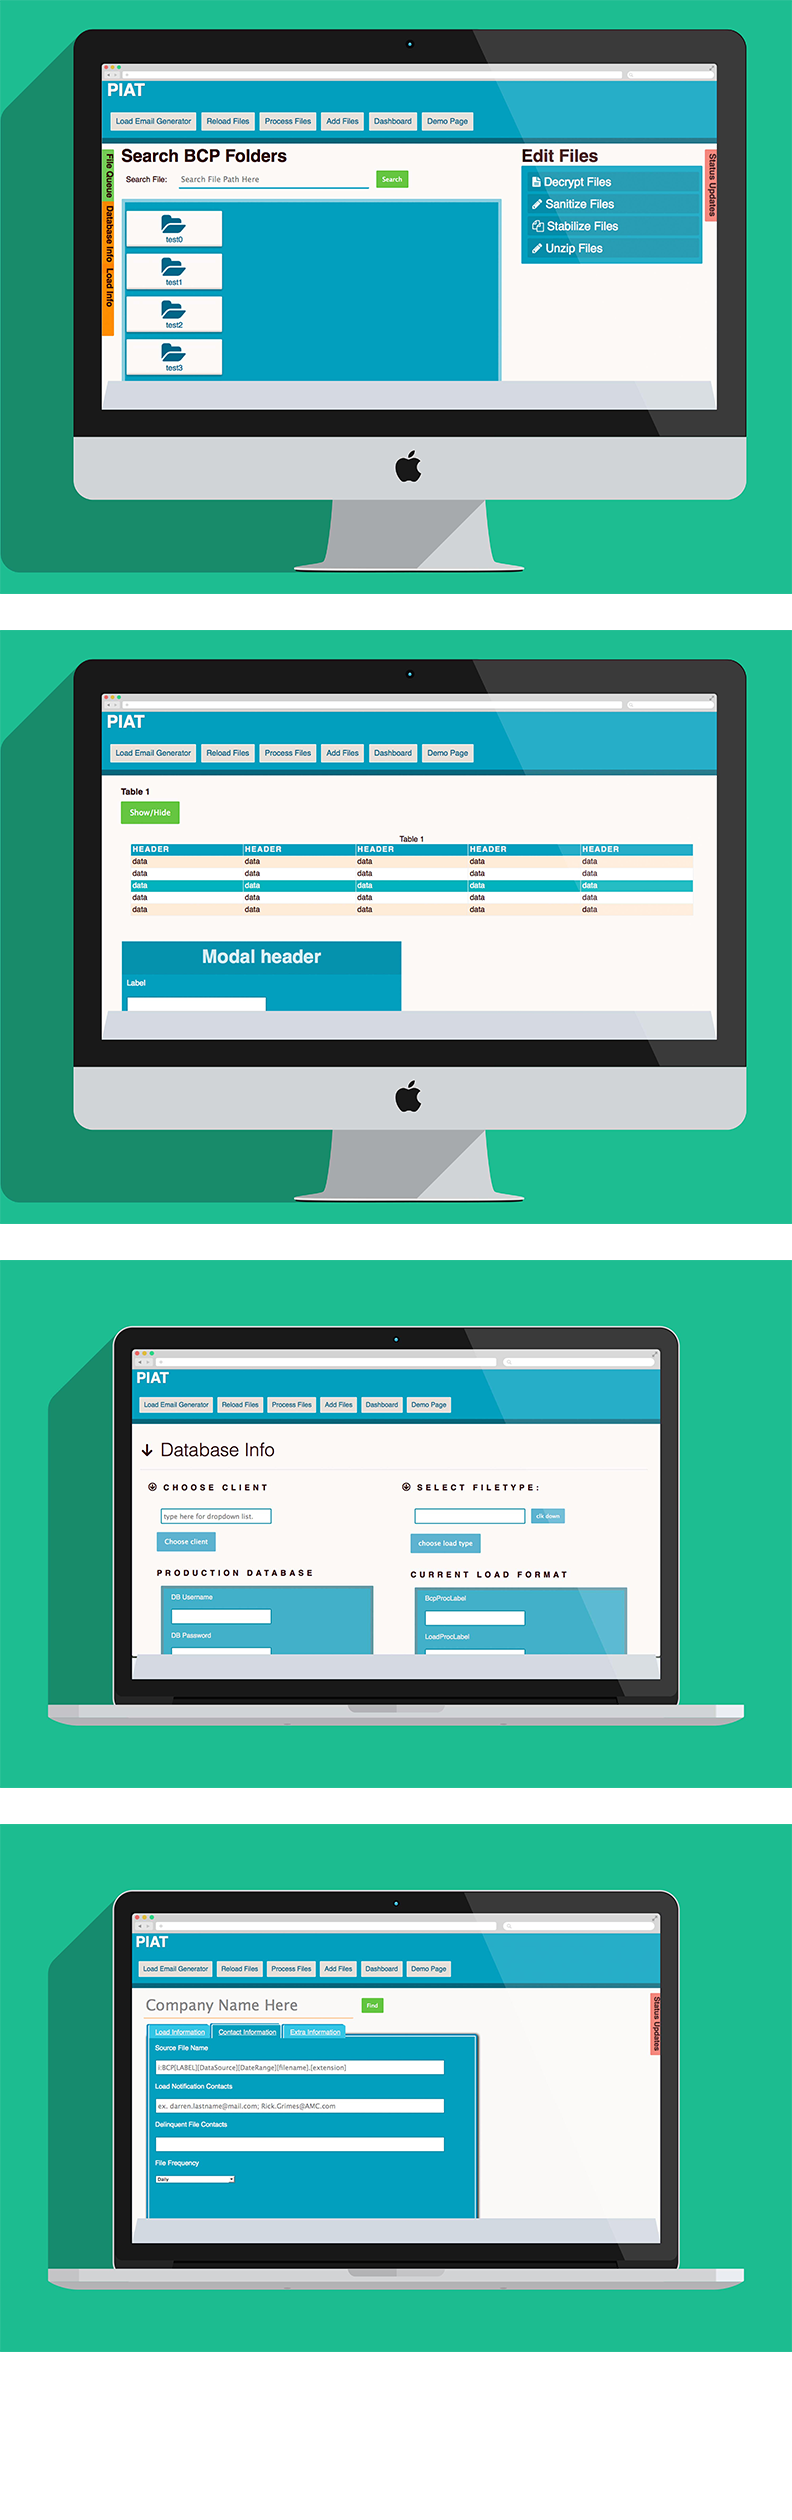 PIAT
Load Email Generator Reload Files Process Files Add Files Dashboard Demo Page
File Queue
Database Info
Load Info
Search BCP Folders
Search File: Search File Path Here Search
test0
test1
test2
test3
Edit Files
Decrypt Files
Sanitize Files
Stabilize Files
Unzip Files
Status Updates
PIAT
Load Email Generator Reload Files Process Files Add Files Dashboard Demo Page
Table 1
Show/Hide
Table 1
HEADER HEADER HEADER HEADER HEADER
data data data data data
data data data data data
data data data data data
data data data data data
data data data data data
Modal header
Label
PIAT
Load Email Generator Reload Files Process Files Add Files Dashboard Demo Page
Database Info
CHOOSE CLIENT
type here for dropdown list.
Choose client
PRODUCTION DATABASE
DB Username
DB Password
SELECT FILETYPE:
clk down
choose load type
CURRENT LOAD FORMAT
BcpProcLabel
LoadProcLabel
PIAT
Load Email Generator Reload Files Process Files Add Files Dashboard Demo Page
Company Name Here Find
Load Information Contact Information Extra Information
Source File Name
i:BCP[LABEL][DataSource][DateRange][filename].[extension]
Load Notification Contacts
ex. darren.lastname@mail.com; Rick.Grimes@AMC.com
Delinquent File Contacts
File Frequency
Daily
Status Updates